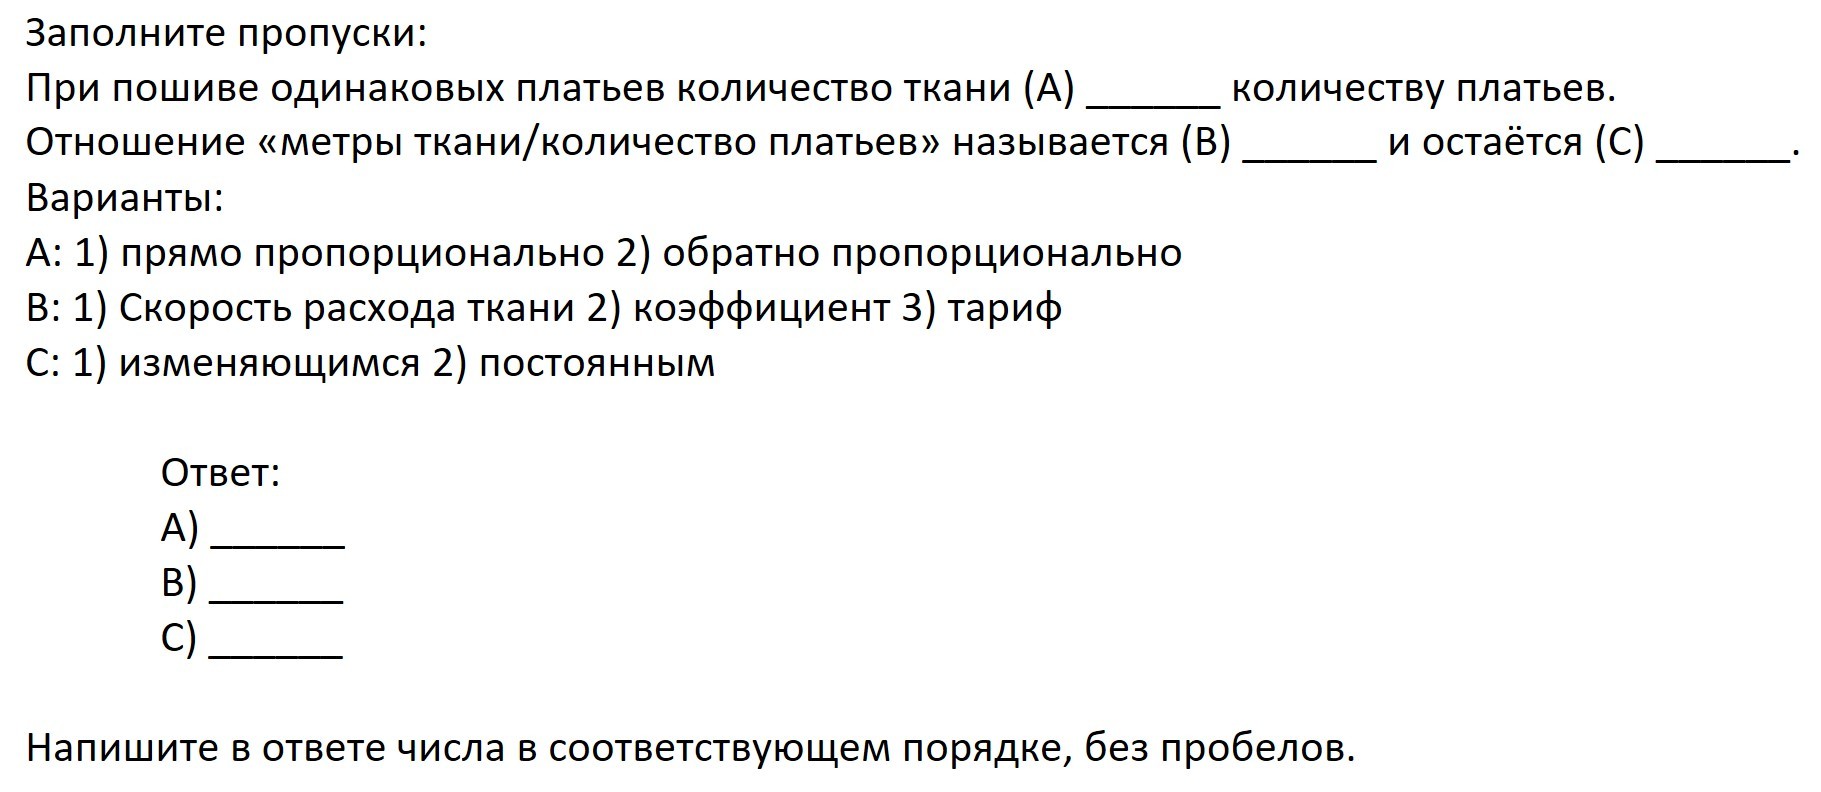 Заполните пропуски:
При пошиве одинаковых платьев количество ткани (А) ______ количеству платьев.
Отношение «метры ткани/количество платьев» называется (В) ______ и остаётся (С) ______.
Варианты:
А: 1) прямо пропорционально 2) обратно пропорционально
В: 1) Скорость расхода ткани 2) коэффициент 3) тариф
С: 1) изменяющимся 2) постоянным
Ответ:
А) ______
В) ______
С) ______
Напишите в ответе числа в соответствующем порядке, без пробелов.